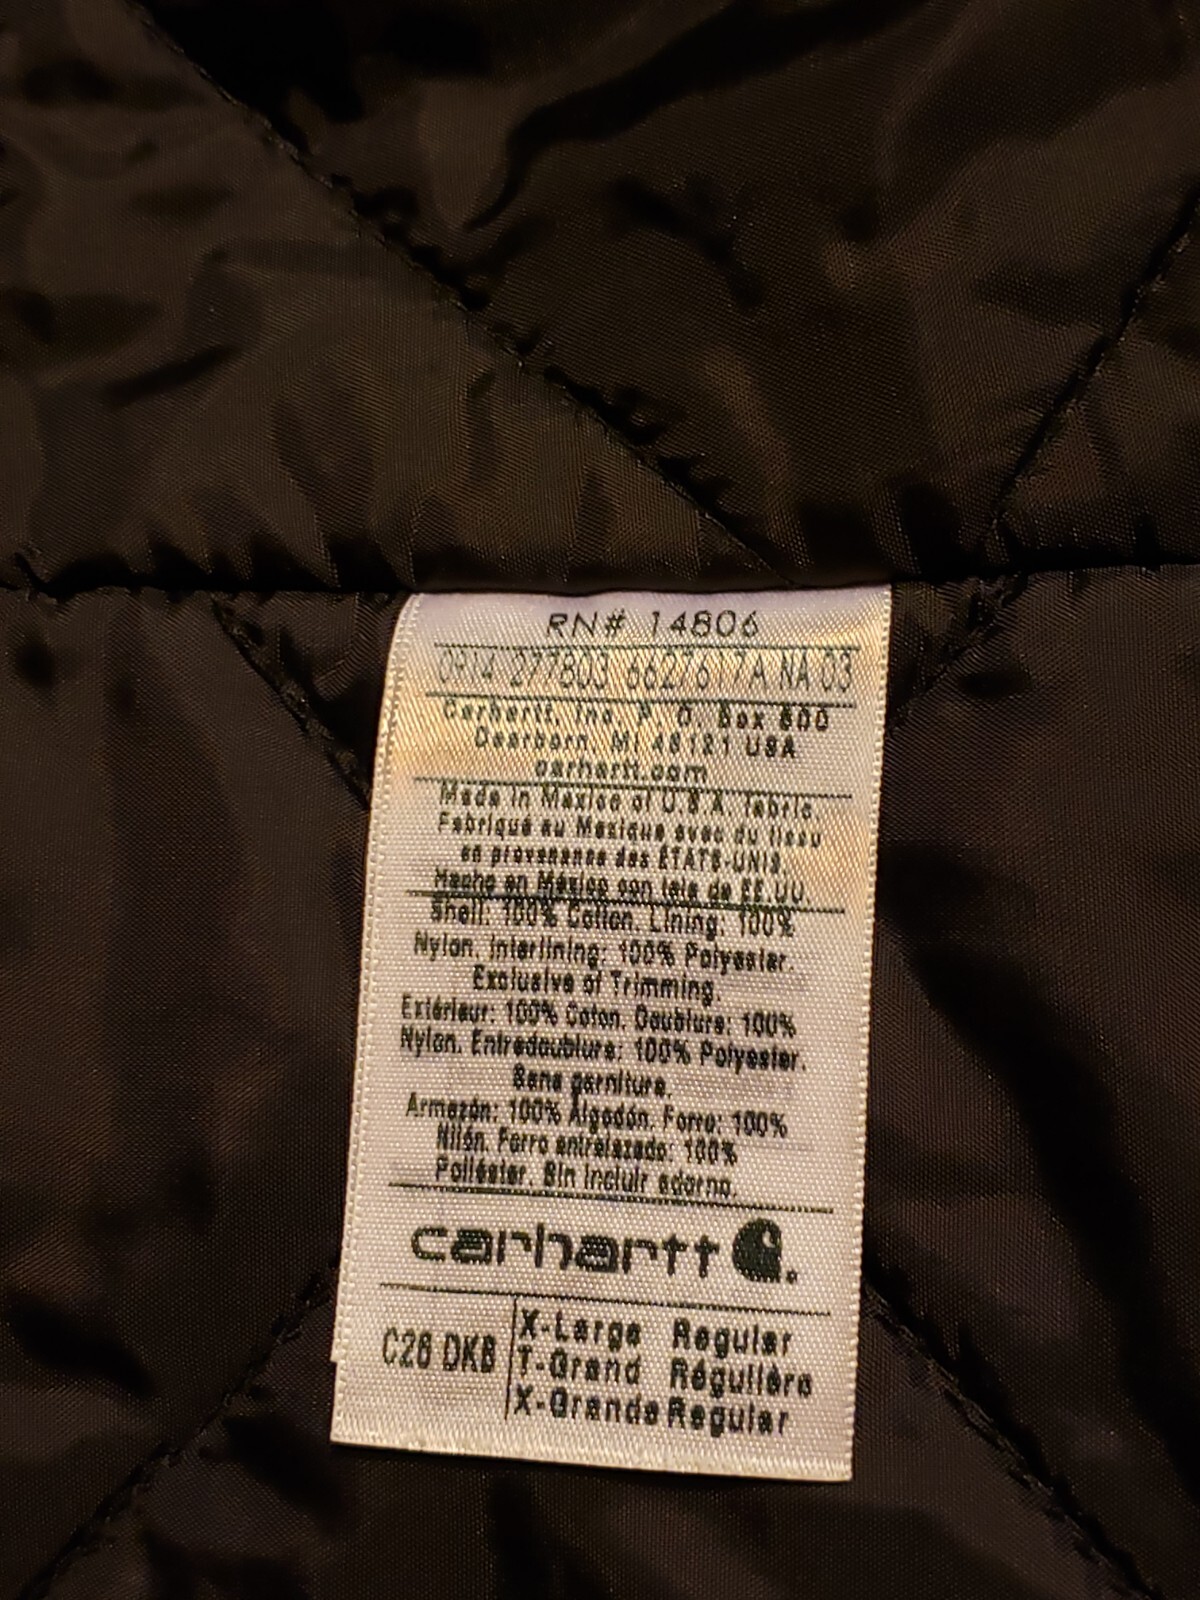 RN# 14806
0914 277803 6627617A NA 03
Carhartt, Inc. P. O. Box 600
Dearborn, MI 48121 USA
carhartt.com
Made in Mexico of U.S.A. fabric.
Fabriqué au Mexique avec du tissu
en provenance des ÉTATS-UNIS.
Hecho en México con tela de EE.UU.
Shell: 100% Cotton. Lining: 100%
Nylon. Interlining: 100% Polyester.
Exclusive of Trimming.
Extérieur: 100% Coton. Doublure: 100%
Nylon. Entredoublure: 100% Polyester.
Sans garniture.
Armazón: 100% Algodón. Forro: 100%
Nilón. Forro entrelazado: 100%
Poliéster. Sin incluir adorno.
carhartt
C26 DKB
X-Large Regular
T-Grand Régulière
X-Grande Regular